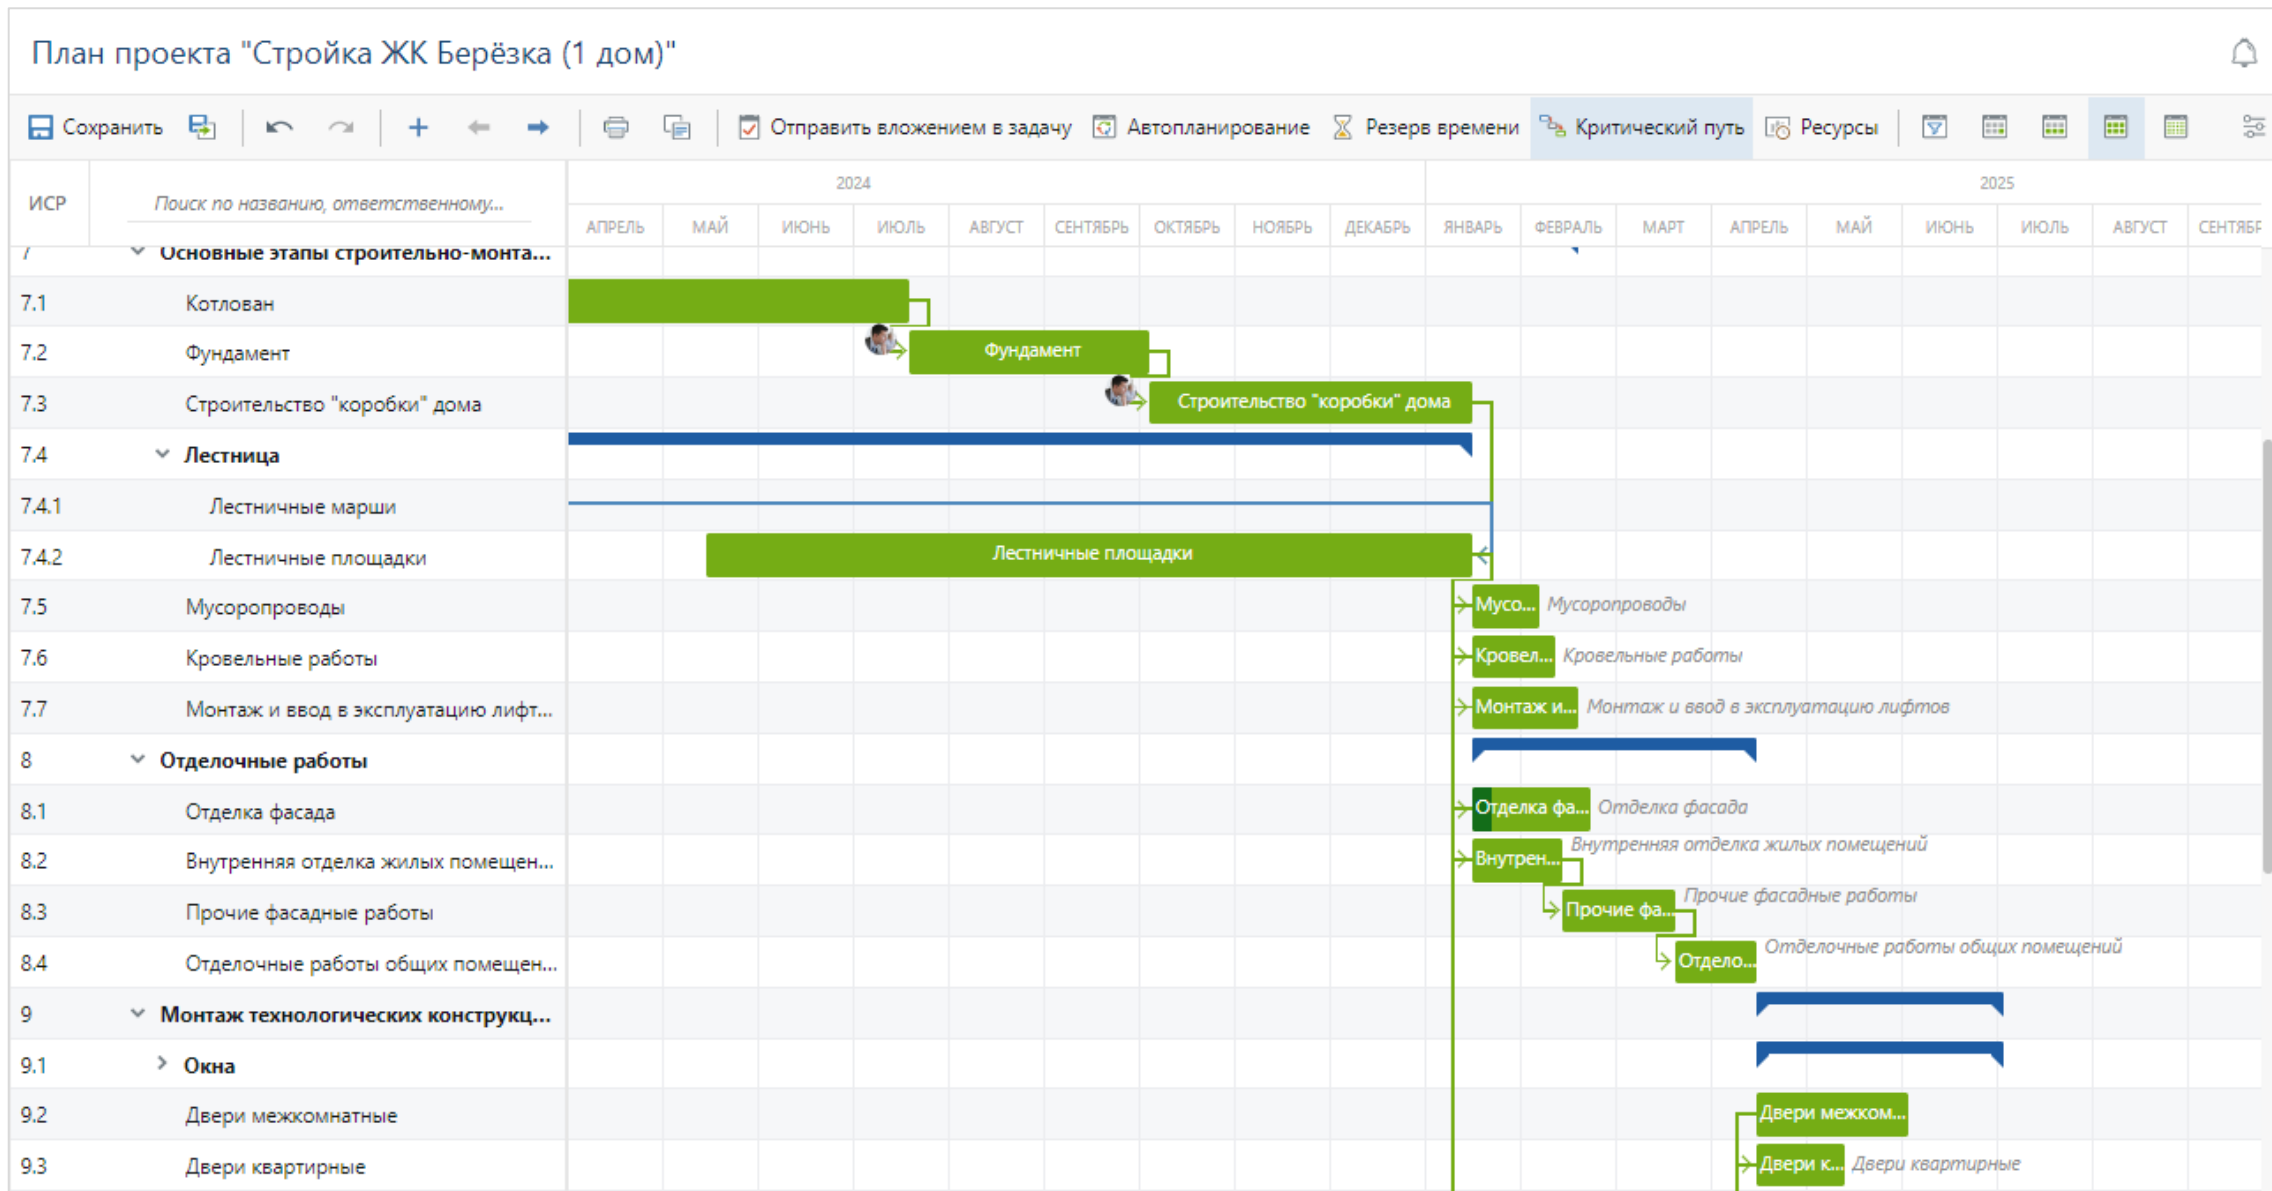 План проекта "Стройка ЖК Берёзка (1 дом)"
Сохранить Отправить вложением в задачу Автопланирование Резерв времени Критический путь Ресурсы
ИСР Поиск по названию, ответственному...
2024 2025
АПРЕЛЬ МАЙ ИЮНЬ ИЮЛЬ АВГУСТ СЕНТЯБРЬ ОКТЯБРЬ НОЯБРЬ ДЕКАБРЬ ЯНВАРЬ ФЕВРАЛЬ МАРТ АПРЕЛЬ МАЙ ИЮНЬ ИЮЛЬ АВГУСТ СЕНТЯБР
7 Основные этапы строительно-монта...
7.1 Котлован
7.2 Фундамент Фундамент
7.3 Строительство "коробки" дома Строительство "коробки" дома
7.4 Лестница
7.4.1 Лестничные марши
7.4.2 Лестничные площадки Лестничные площадки
7.5 Мусоропроводы Мусо... Мусоропроводы
7.6 Кровельные работы Кровел... Кровельные работы
7.7 Монтаж и ввод в эксплуатацию лифт... Монтаж и... Монтаж и ввод в эксплуатацию лифтов
8 Отделочные работы
8.1 Отделка фасада Отделка фа... Отделка фасада
8.2 Внутренняя отделка жилых помещен... Внутрен... Внутренняя отделка жилых помещений
8.3 Прочие фасадные работы Прочие фа... Прочие фасадные работы
8.4 Отделочные работы общих помещен... Отдело... Отделочные работы общих помещений
9 Монтаж технологических конструкц...
9.1 Окна
9.2 Двери межкомнатные Двери межком...
9.3 Двери квартирные Двери к... Двери квартирные